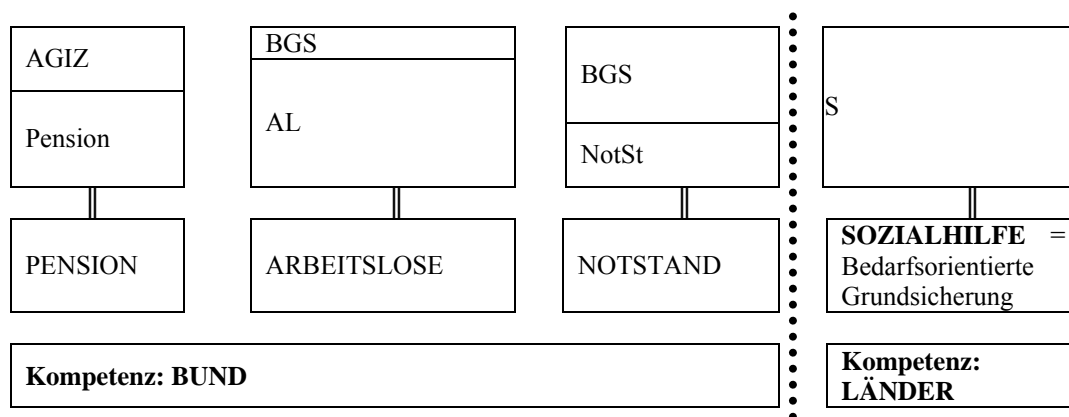 AGIZ
Pension
BGS
AL
BGS
NotSt
S
PENSION
ARBEITSLOSE
NOTSTAND
SOZIALHILFE =
Bedarfsorientierte
Grundsicherung
Kompetenz: BUND
Kompetenz:
LÄNDER